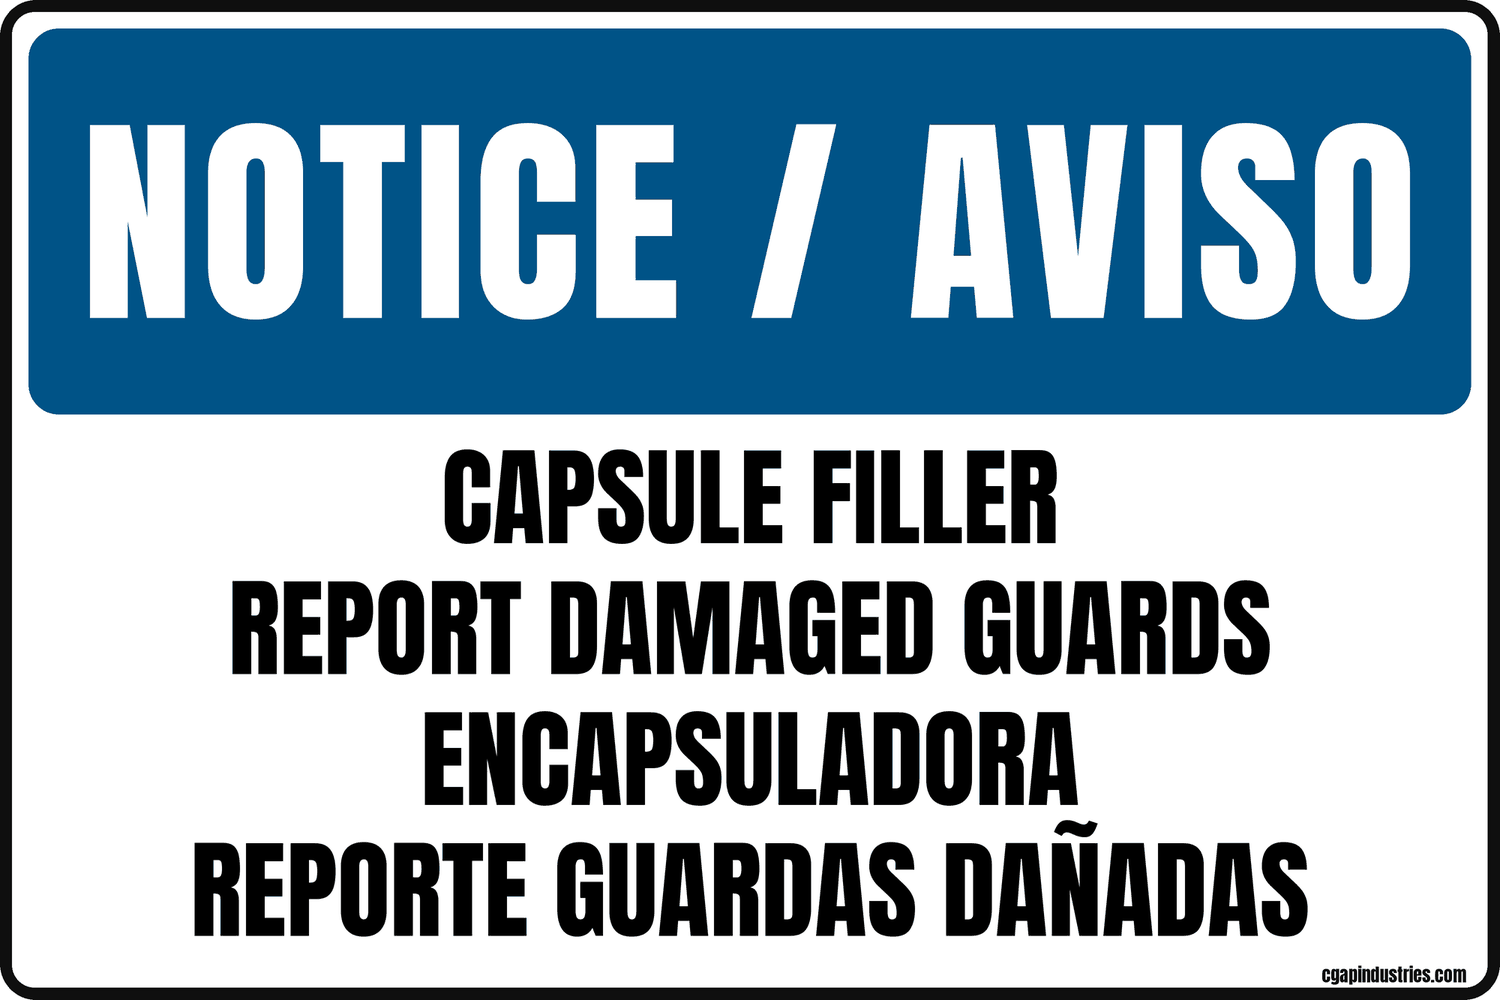 NOTICE / AVISO
CAPSULE FILLER
REPORT DAMAGED GUARDS
ENCAPSULADORA
REPORTE GUARDAS DAÑADAS
cgapindustries.com